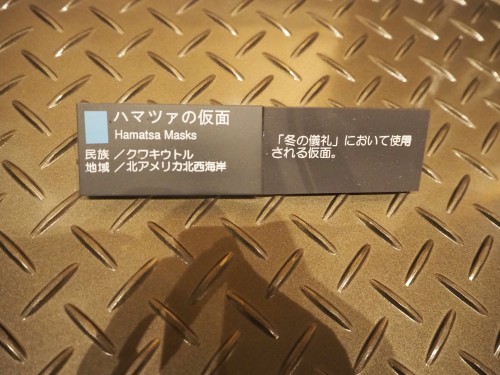 ハマツァの仮面
Hamatsa Masks
民族 ／クワキウトル
地域 ／北アメリカ北西海岸
「冬の儀礼」において使用
される仮面。